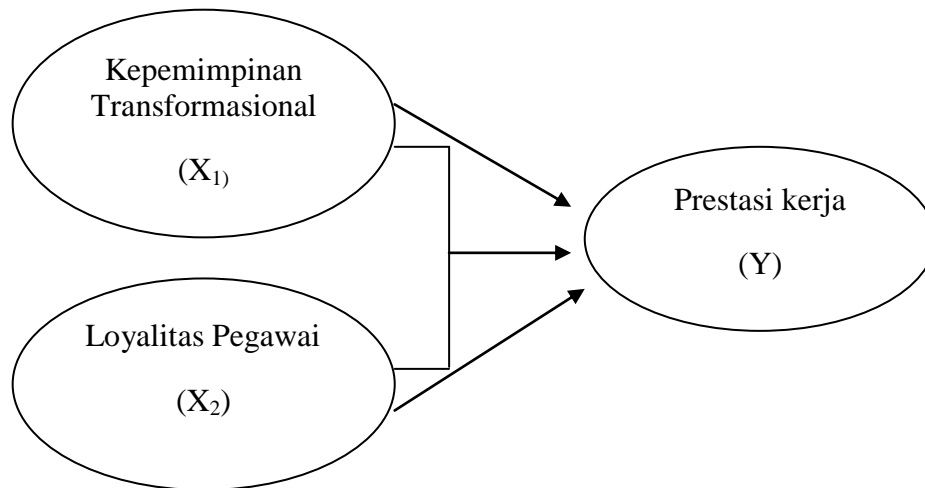 Kepemimpinan
Transformasional
(X₁₎
Loyalitas Pegawai
(X₂)
Prestasi kerja
(Y)